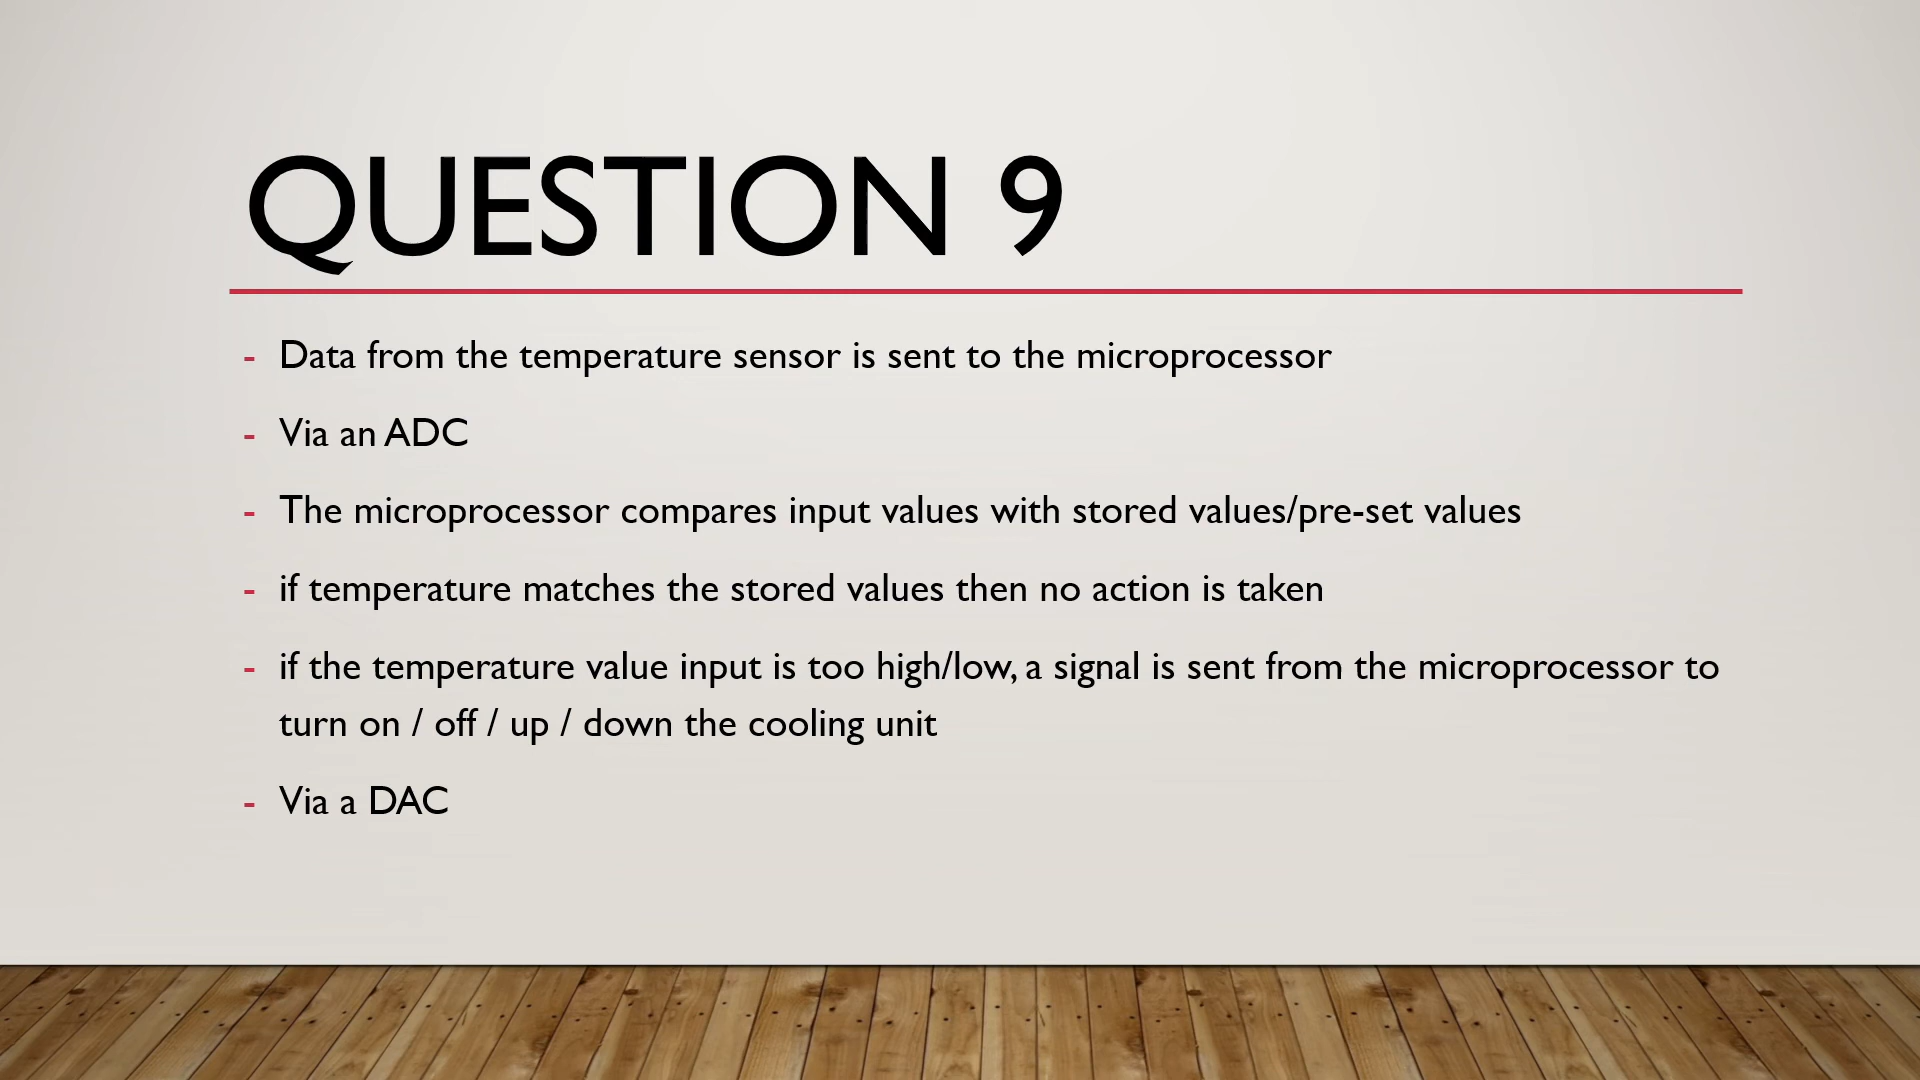 QUESTION 9
- Data from the temperature sensor is sent to the microprocessor
- Via an ADC
- The microprocessor compares input values with stored values/pre-set values
- if temperature matches the stored values then no action is taken
- if the temperature value input is too high/low, a signal is sent from the microprocessor to
turn on / off / up / down the cooling unit
- Via a DAC